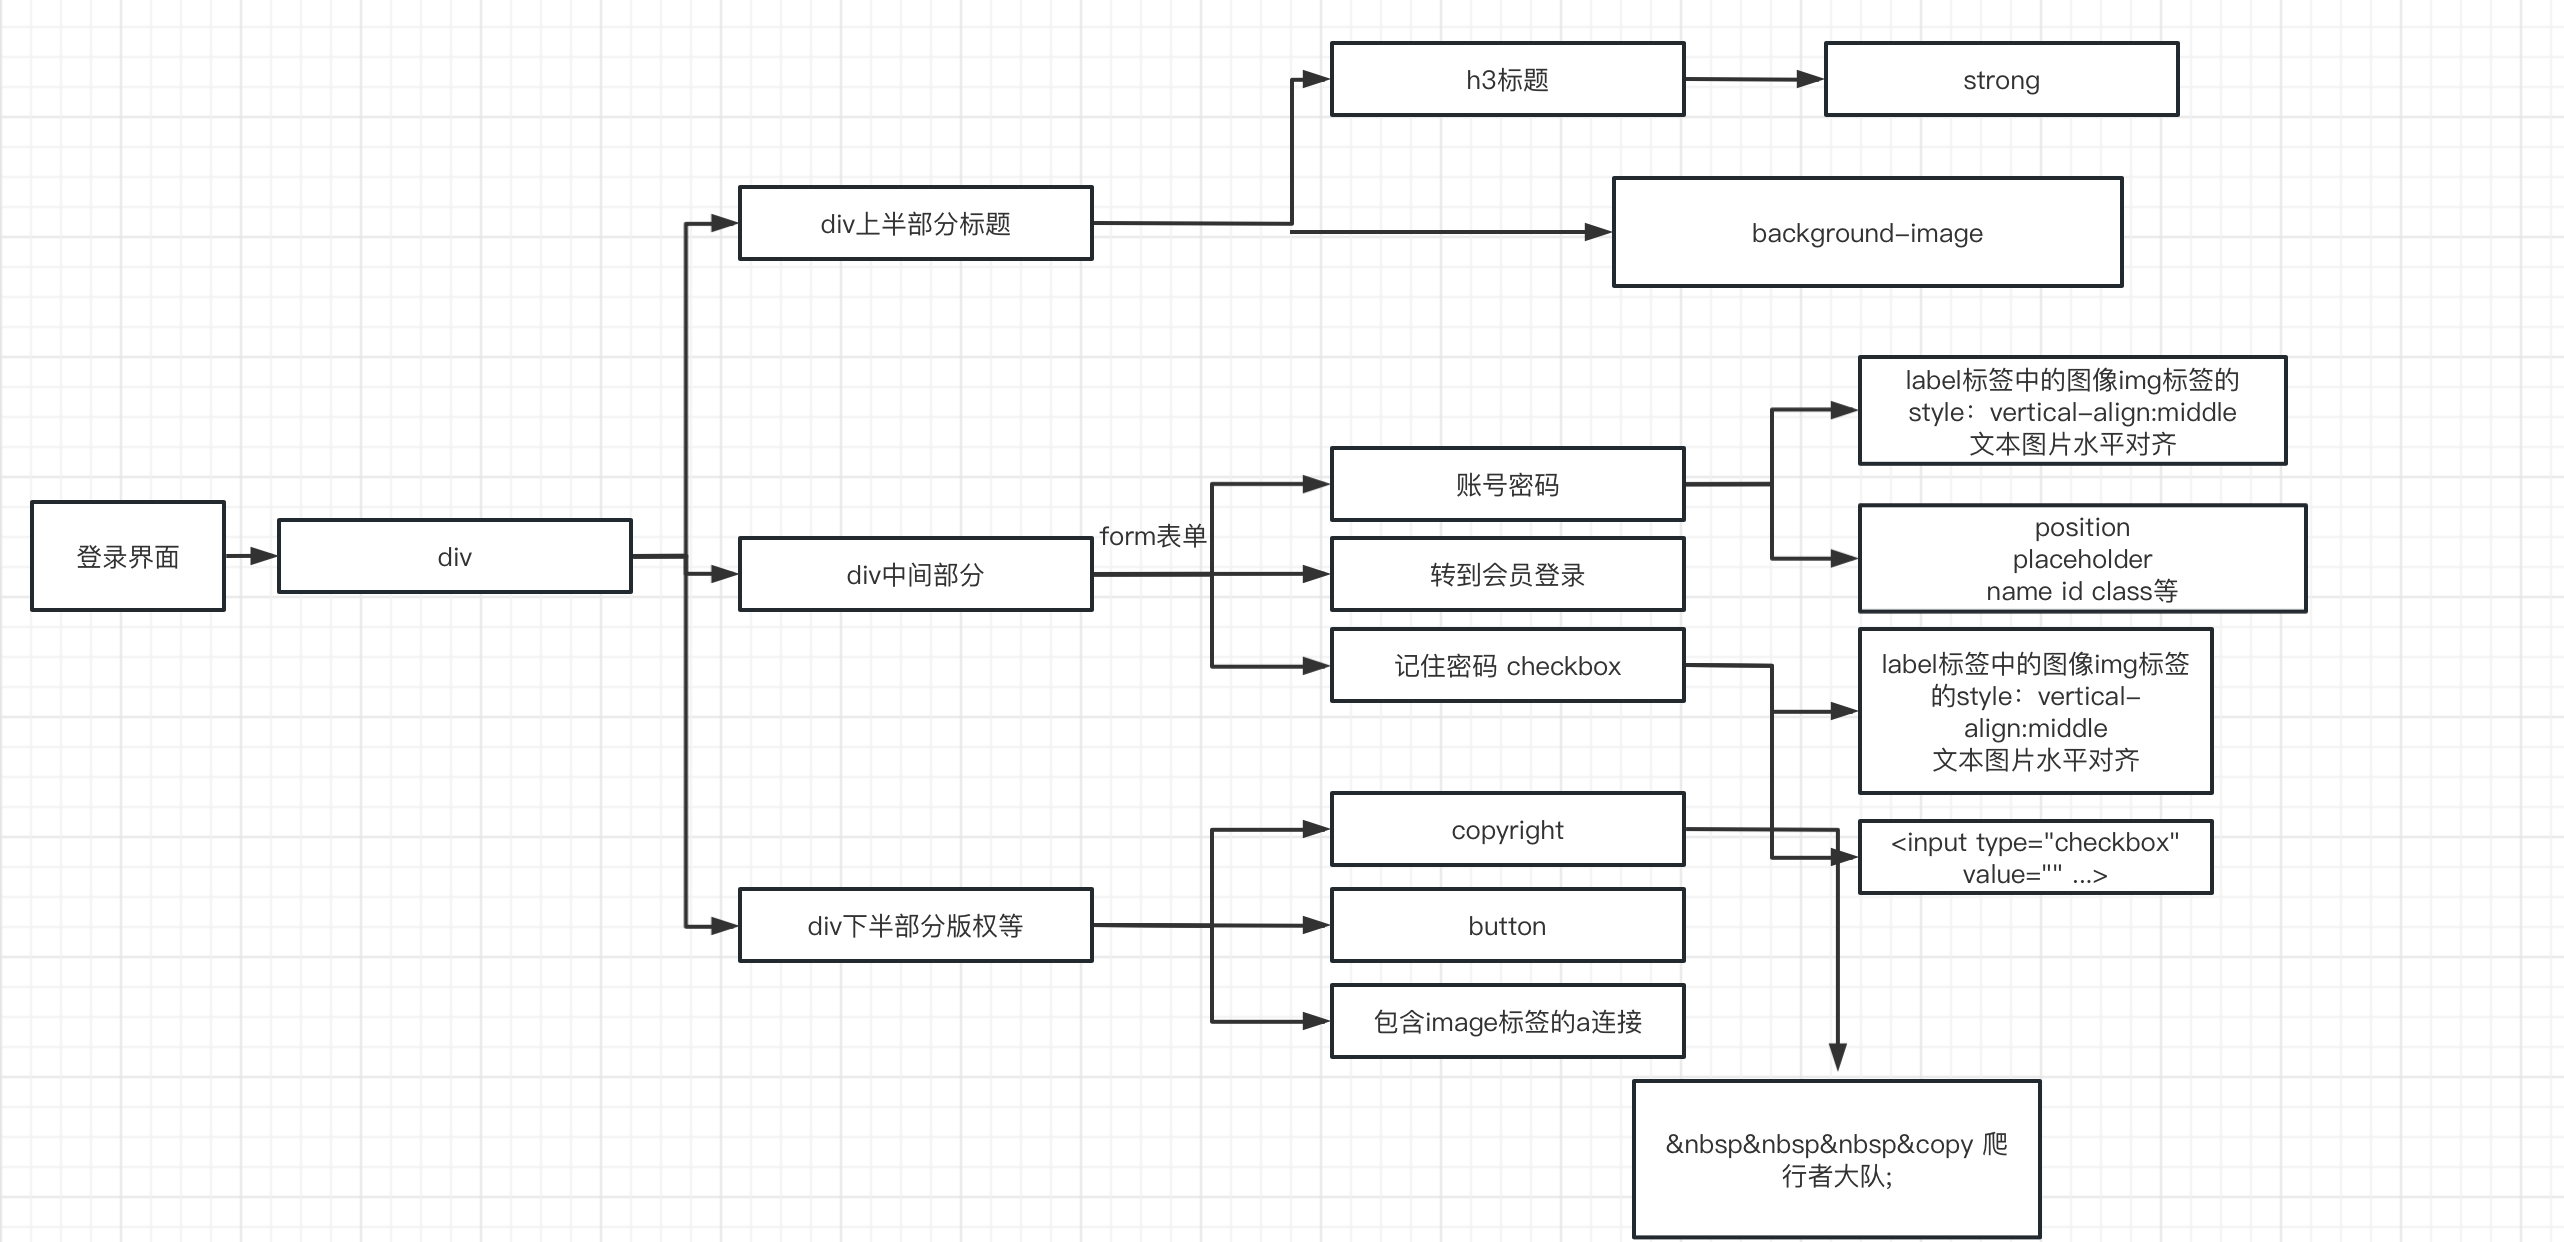 h3标题
strong
div上半部分标题
background-image
label标签中的图像img标签的
style：vertical-align:middle
文本图片水平对齐
账号密码
form表单
position
placeholder
name id class等
登录界面
div
div中间部分
转到会员登录
记住密码 checkbox
label标签中的图像img标签
的style：vertical-
align:middle
文本图片水平对齐
copyright
<input type="checkbox"
value="" ...>
div下半部分版权等
button
包含image标签的a连接
&nbsp&nbsp&nbsp&copy 爬
行者大队;